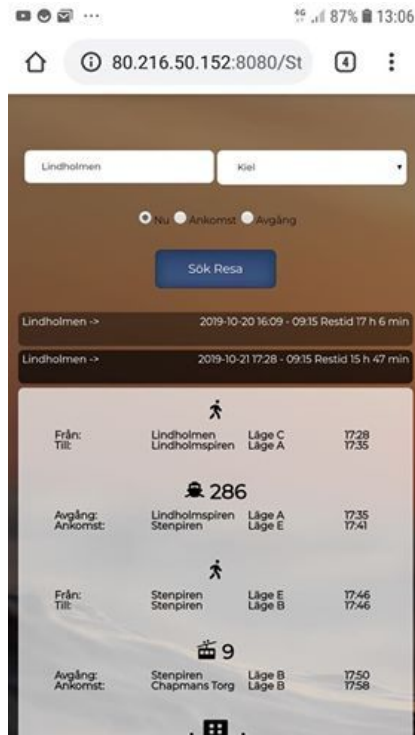 4G 87% 13:06
80.216.50.152:8080/St 4
Lindholmen Kiel
Nu Ankomst Avgång
Sök Resa
Lindholmen -> 2019-10-20 16:09 - 09:15 Restid 17 h 6 min
Lindholmen -> 2019-10-21 17:28 - 09:15 Restid 15 h 47 min
Från: Lindholmen Läge C 17:28
Till: Lindholmspiren Läge A 17:35
286
Avgång: Lindholmspiren Läge A 17:35
Ankomst: Stenpiren Läge E 17:41
Från: Stenpiren Läge E 17:46
Till: Stenpiren Läge B 17:46
9
Avgång: Stenpiren Läge B 17:50
Ankomst: Chapmans Torg Läge B 17:58